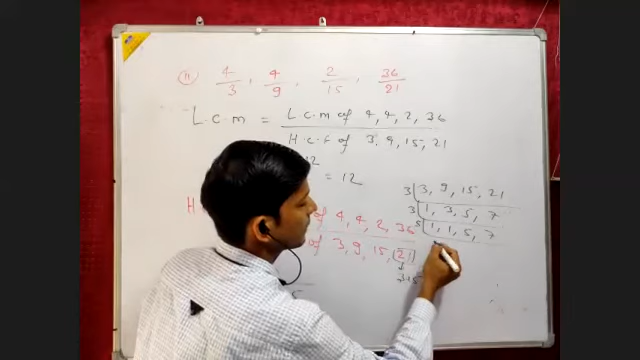 (H) 4/3, 4/9, 2/15, 36/21
L.C.M = L.C.M of 4, 4, 2, 36 / H.C.F of 3, 9, 15, 21
12
= 12
H
of 4, 4, 2, 36
of 3, 9, 15, (21)
315
3 | 3, 9, 15, 21
3 | 1, 3, 5, 7
5 | 1, 1, 5, 7